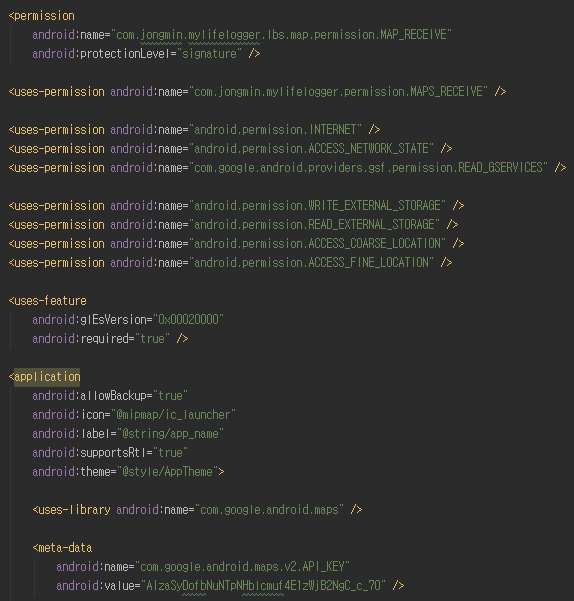 <permission
android:name="com.jongmin.mylifelogger.lbs.map.permission.MAP_RECEIVE"
android:protectionLevel="signature" />
<uses-permission android:name="com.jongmin.mylifelogger.permission.MAPS_RECEIVE" />
<uses-permission android:name="android.permission.INTERNET" />
<uses-permission android:name="android.permission.ACCESS_NETWORK_STATE" />
<uses-permission android:name="com.google.android.providers.gsf.permission.READ_GSERVICES" />
<uses-permission android:name="android.permission.WRITE_EXTERNAL_STORAGE" />
<uses-permission android:name="android.permission.READ_EXTERNAL_STORAGE" />
<uses-permission android:name="android.permission.ACCESS_COARSE_LOCATION" />
<uses-permission android:name="android.permission.ACCESS_FINE_LOCATION" />
<uses-feature
android:glEsVersion="0x00020000"
android:required="true" />
<application
android:allowBackup="true"
android:icon="@mipmap/ic_launcher"
android:label="@string/app_name"
android:supportsRtl="true"
android:theme="@style/AppTheme">
<uses-library android:name="com.google.android.maps" />
<meta-data
android:name="com.google.android.maps.v2.API_KEY"
android:value="AIzaSyDofbNuNTpNHbIcmuf4E1zWjB2NgC_c_70" />